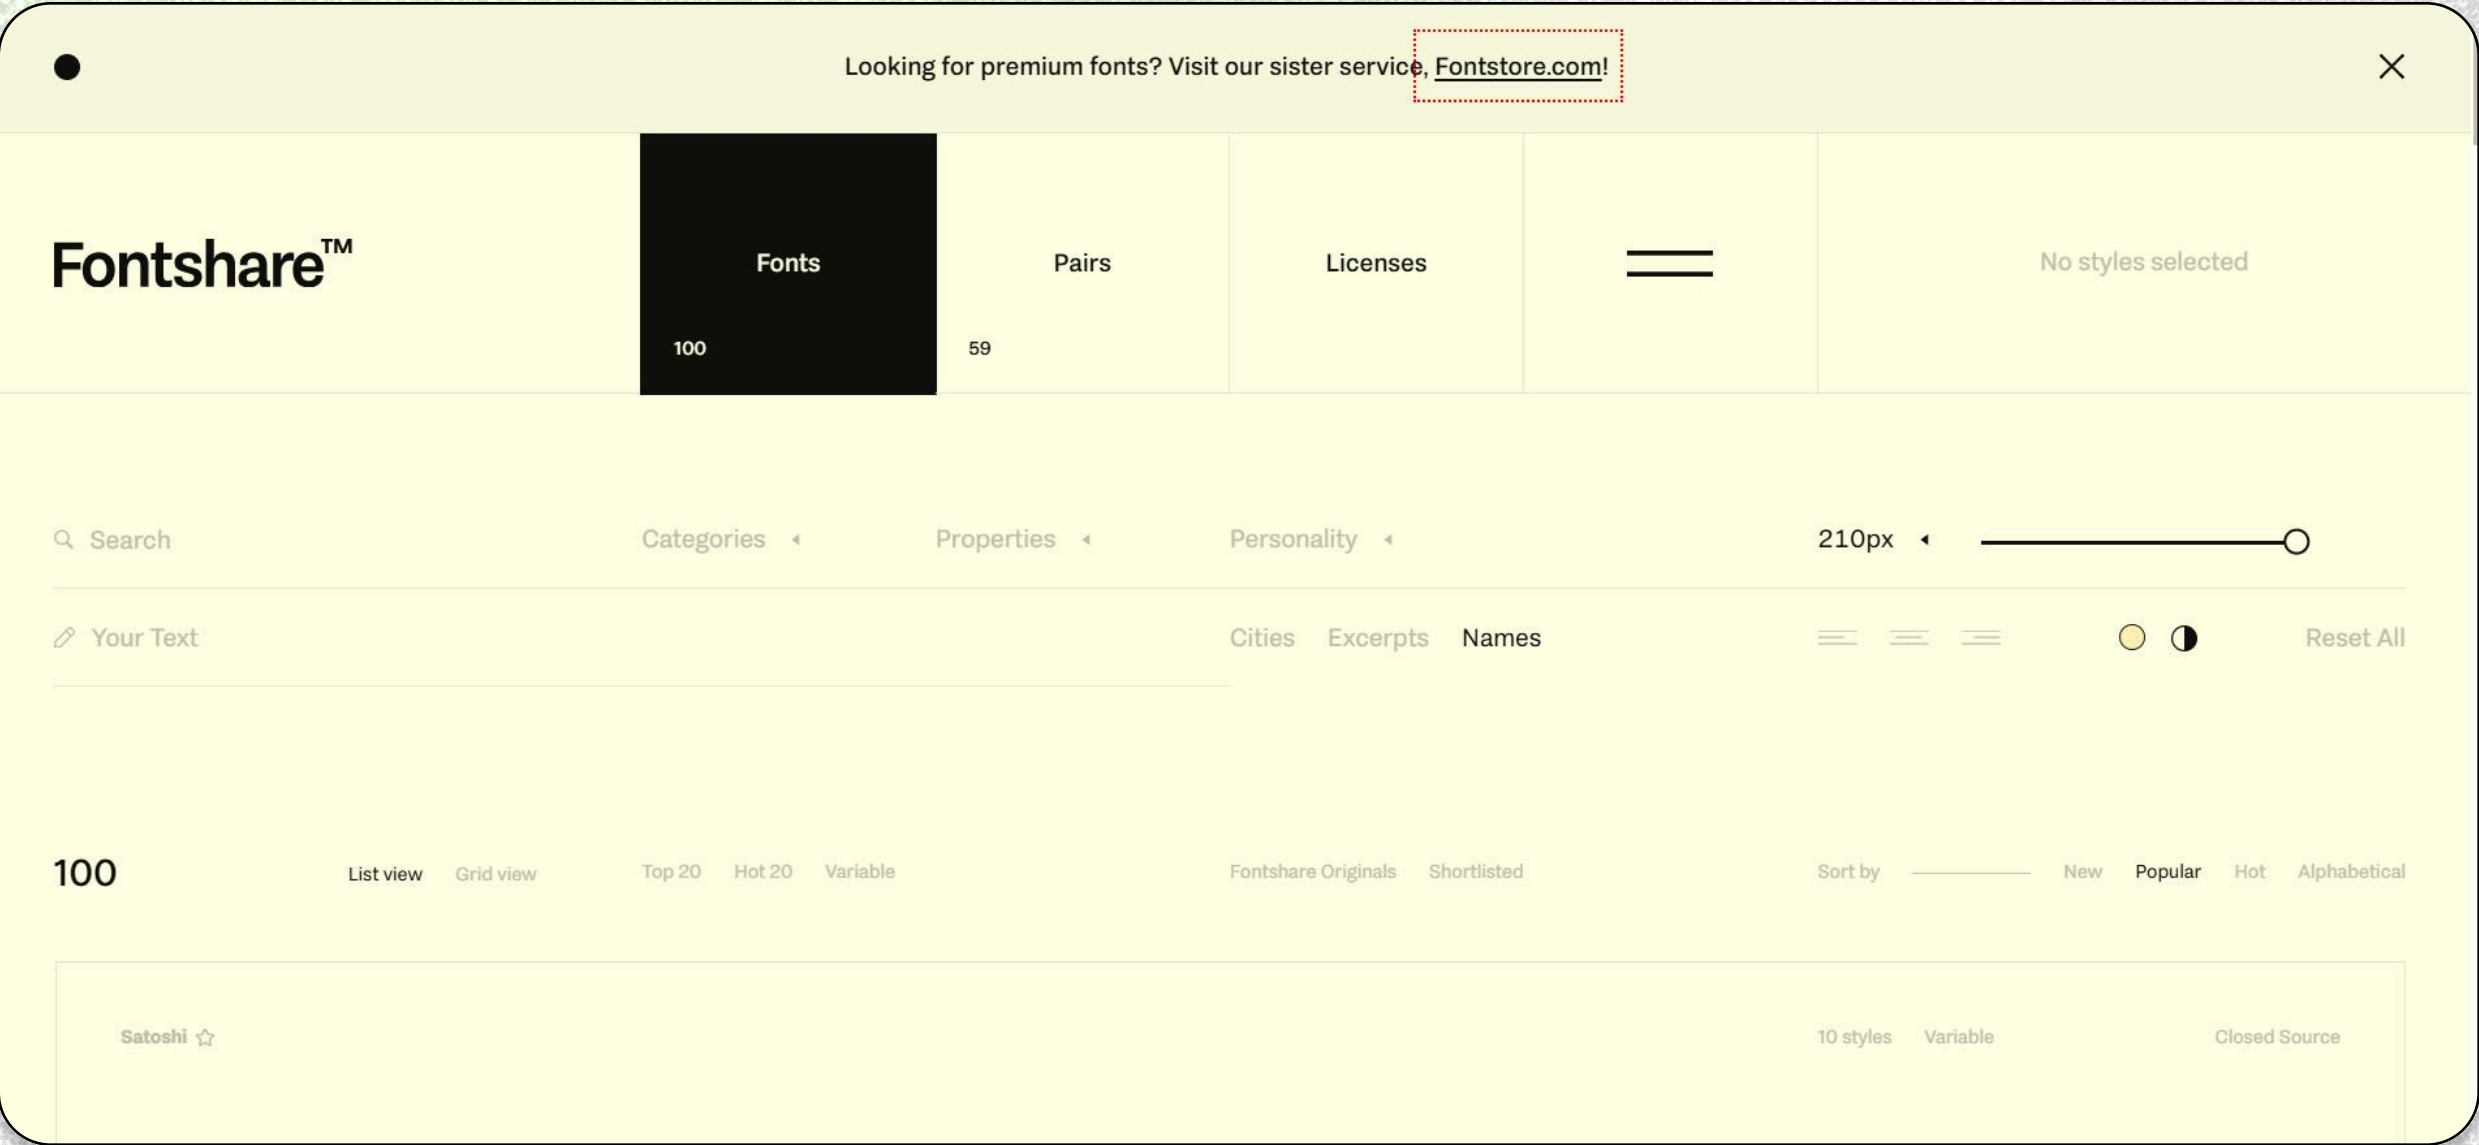 Looking for premium fonts? Visit our sister service, Fontstore.com!
Fontshare™
Fonts
100
Pairs
59
Licenses
No styles selected
Search
Categories
Properties
Personality
210px
Your Text
Cities Excerpts Names
Reset All
100
List view Grid view
Top 20 Hot 20 Variable
Fontshare Originals Shortlisted
Sort by New Popular Hot Alphabetical
Satoshi
10 styles Variable
Closed Source